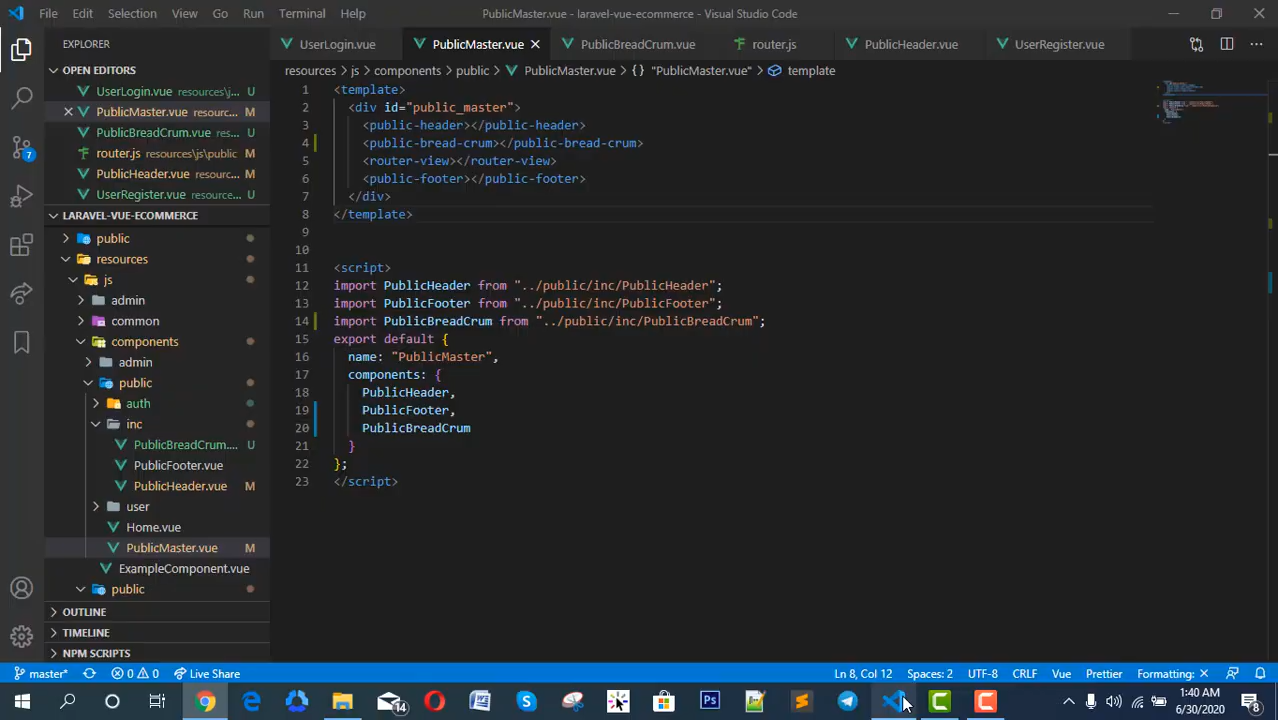 File Edit Selection View Go Run Terminal Help PublicMaster.vue - laravel-vue-ecommerce - Visual Studio Code
EXPLORER
UserLogin.vue PublicMaster.vue PublicBreadCrum.vue router.js PublicHeader.vue UserRegister.vue
OPEN EDITORS
UserLogin.vue resources\j... U
PublicMaster.vue resourc... M
PublicBreadCrum.vue res... U
router.js resources\js\public
PublicHeader.vue resourc... M
UserRegister.vue resource... U
LARAVEL-VUE-ECOMMERCE
public
resources
js
admin
common
components
admin
public
auth
inc
PublicBreadCrum.... U
PublicFooter.vue
PublicHeader.vue M
user
Home.vue
PublicMaster.vue M
ExampleComponent.vue
public
OUTLINE
TIMELINE
NPM SCRIPTS
7
resources > js > components > public > PublicMaster.vue > {} "PublicMaster.vue" > template
1 <template>
2 <div id="public_master">
3 <public-header></public-header>
4 <public-bread-crum></public-bread-crum>
5 <router-view></router-view>
6 <public-footer></public-footer>
7 </div>
8 </template>
9
10
11 <script>
12 import PublicHeader from "../public/inc/PublicHeader";
13 import PublicFooter from "../public/inc/PublicFooter";
14 import PublicBreadCrum from "../public/inc/PublicBreadCrum";
15 export default {
16 name: "PublicMaster",
17 components: {
18 PublicHeader,
19 PublicFooter,
20 PublicBreadCrum
21 }
22 };
23 </script>
master* 0 0 Live Share Ln 8, Col 12 Spaces: 2 UTF-8 CRLF Vue Prettier Formatting: ×
14 Ps 1:40 AM
6/30/2020 8